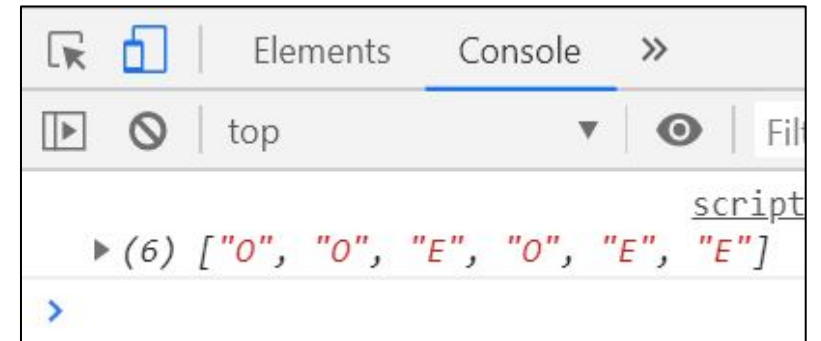 Elements Console »
top ▼ Filt
script
▶ (6) ["O", "O", "E", "O", "E", "E"]
>